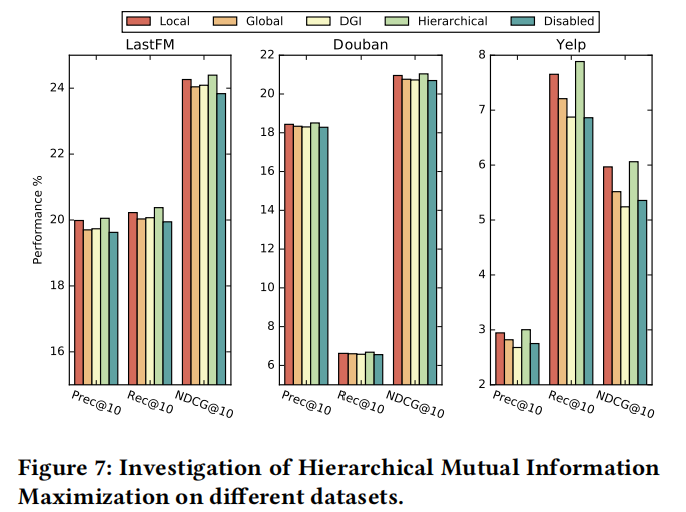 Local Global DGI Hierarchical Disabled
LastFM Douban Yelp
Performance %
24
22
20
18
16
Prec@10 Rec@10 NDCG@10
22
20
18
16
14
12
10
8
6
Prec@10 Rec@10 NDCG@10
8
7
6
5
4
3
2
Prec@10 Rec@10 NDCG@10
Figure 7: Investigation of Hierarchical Mutual Information
Maximization on different datasets.